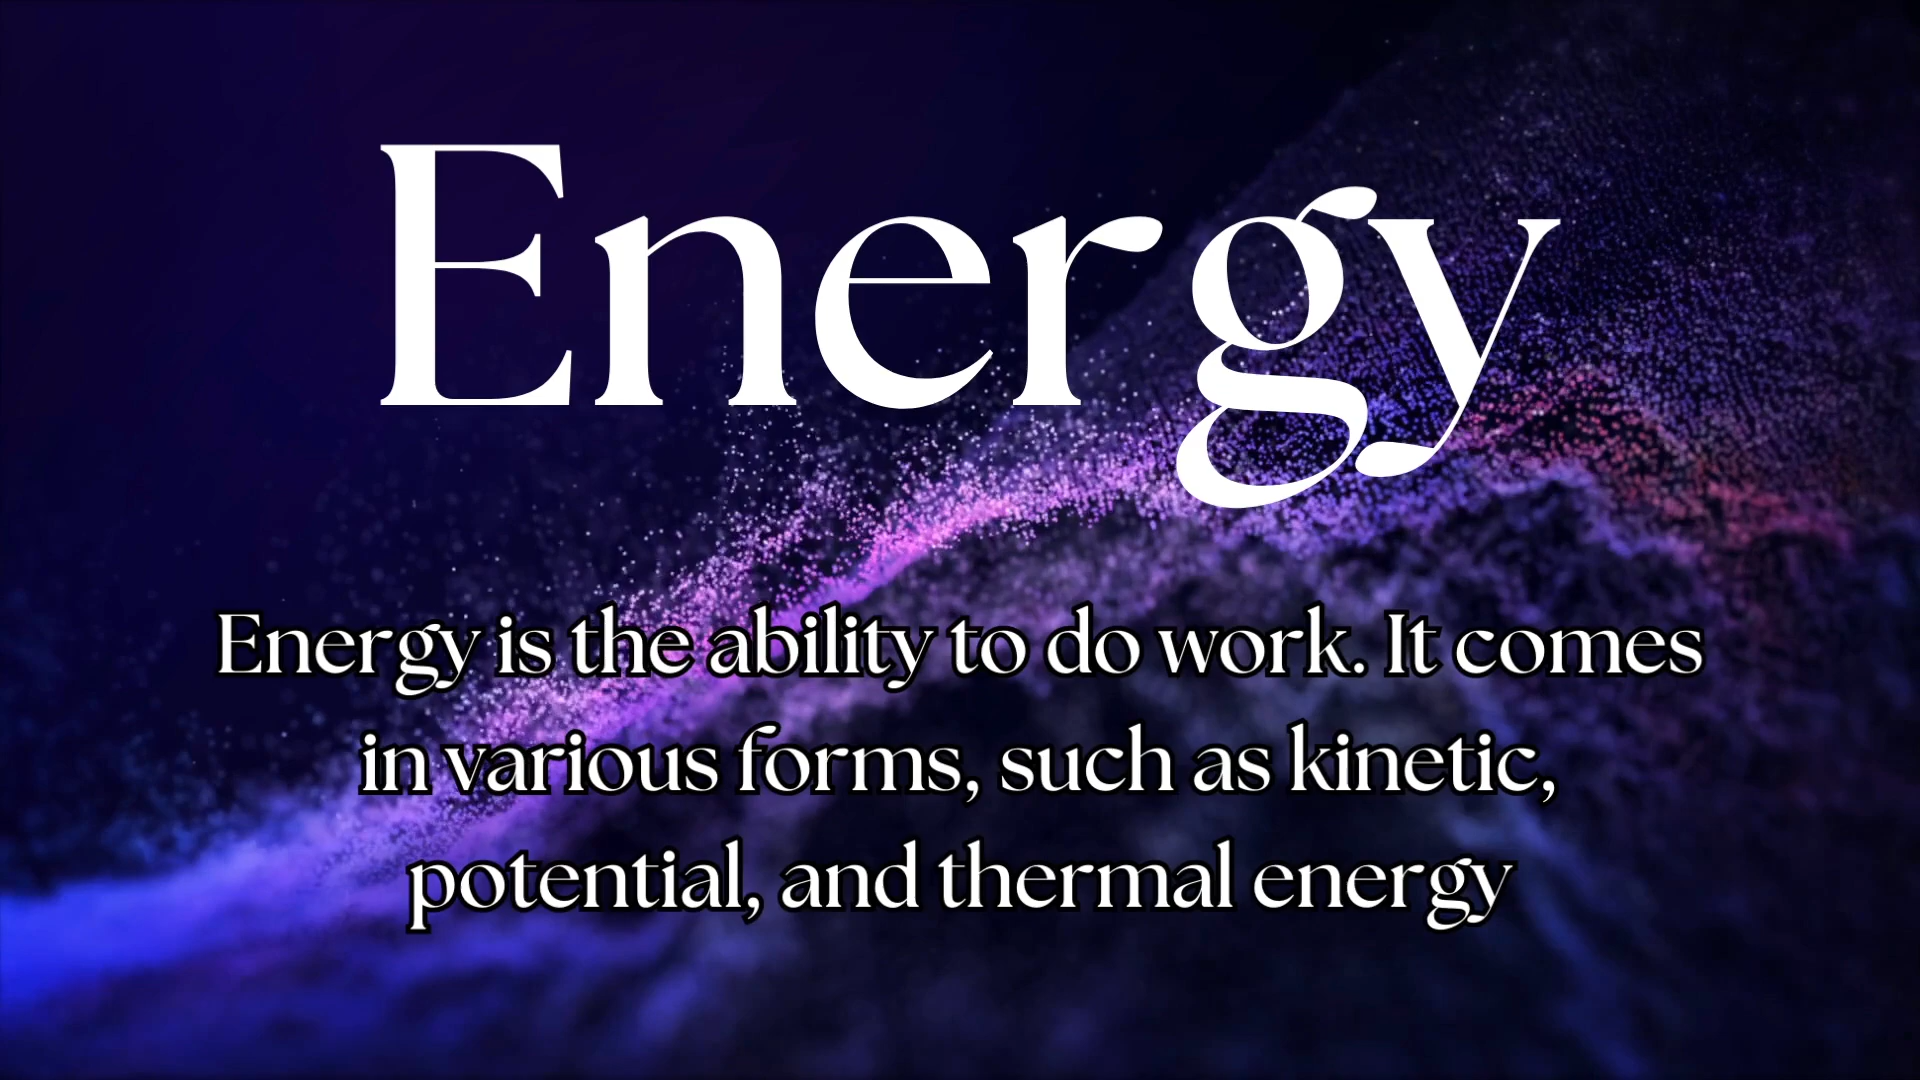 Energy
Energy is the ability to do work. It comes
in various forms, such as kinetic,
potential, and thermal energy